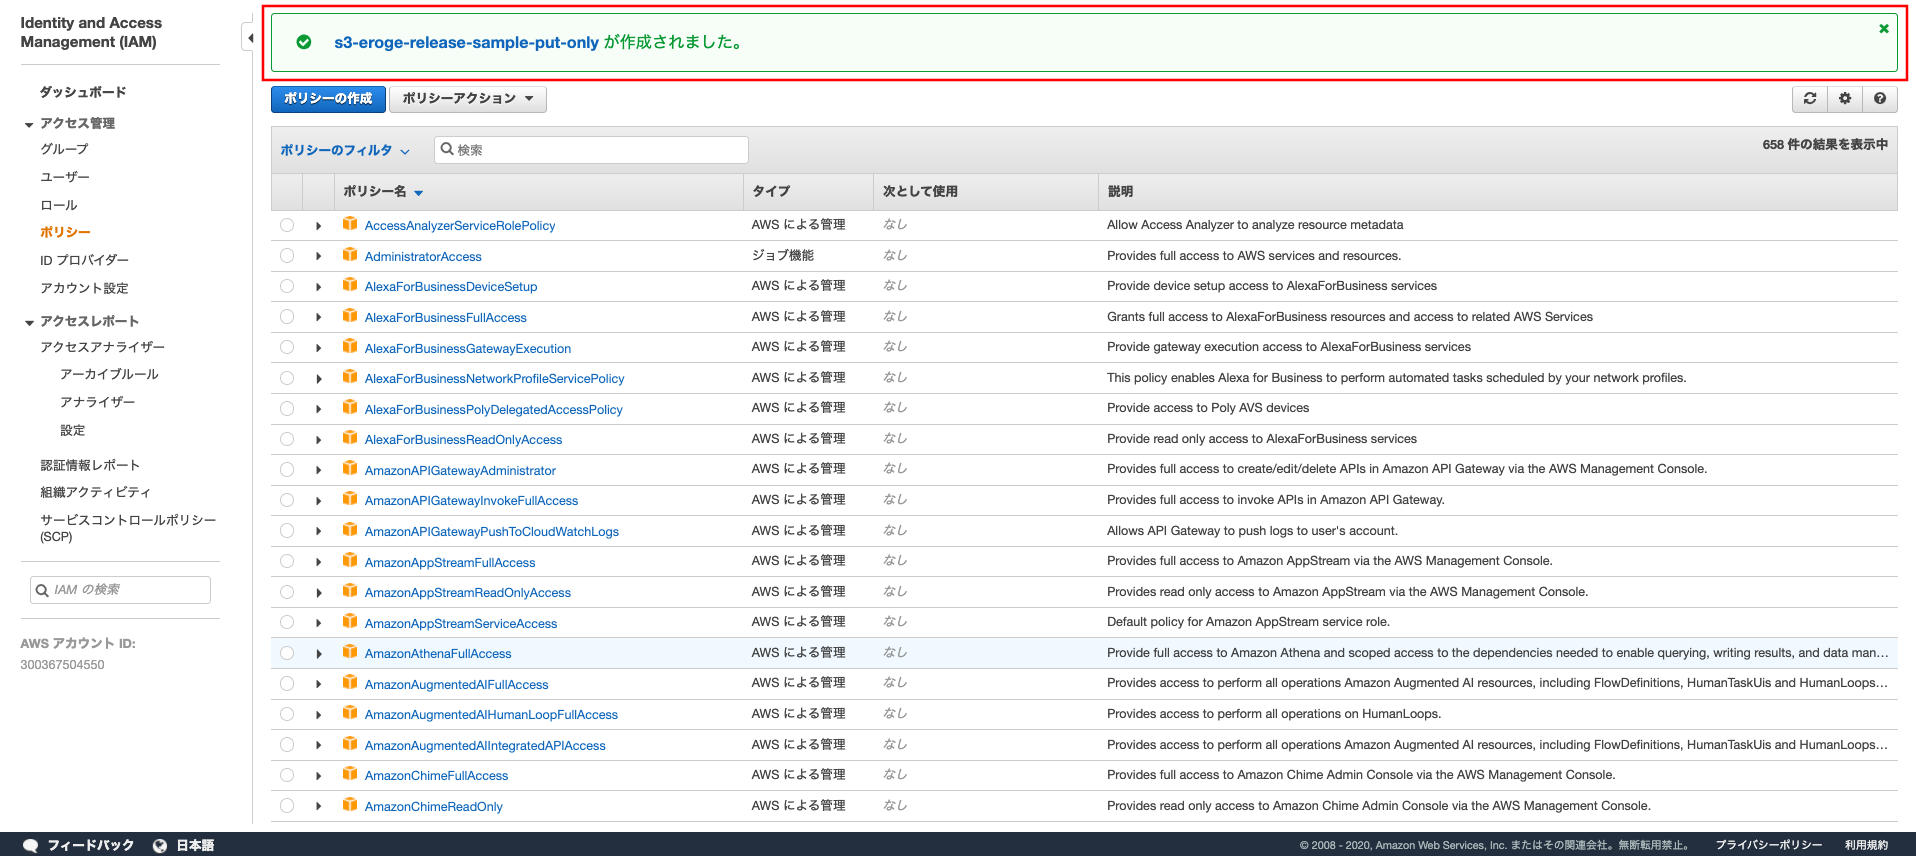 Identity and Access
Management (IAM)
ダッシュボード
アクセス管理
グループ
ユーザー
ロール
ポリシー
ID プロバイダー
アカウント設定
アクセスレポート
アクセスアナライザー
アーカイブルール
アナライザー
設定
認証情報レポート
組織アクティビティ
サービスコントロールポリシー
(SCP)
IAM の検索
AWS アカウント ID:
300367504550
s3-eroge-release-sample-put-only が作成されました。
ポリシーの作成 ポリシーアクション
ポリシーのフィルタ 検索 658 件の結果を表示中
ポリシー名 タイプ 次として使用 説明
AccessAnalyzerServiceRolePolicy AWS による管理 なし Allow Access Analyzer to analyze resource metadata
AdministratorAccess ジョブ機能 なし Provides full access to AWS services and resources.
AlexaForBusinessDeviceSetup AWS による管理 なし Provide device setup access to AlexaForBusiness services
AlexaForBusinessFullAccess AWS による管理 なし Grants full access to AlexaForBusiness resources and access to related AWS Services
AlexaForBusinessGatewayExecution AWS による管理 なし Provide gateway execution access to AlexaForBusiness services
AlexaForBusinessNetworkProfileServicePolicy AWS による管理 なし This policy enables Alexa for Business to perform automated tasks scheduled by your network profiles.
AlexaForBusinessPolyDelegatedAccessPolicy AWS による管理 なし Provide access to Poly AVS devices
AlexaForBusinessReadOnlyAccess AWS による管理 なし Provide read only access to AlexaForBusiness services
AmazonAPIGatewayAdministrator AWS による管理 なし Provides full access to create/edit/delete APIs in Amazon API Gateway via the AWS Management Console.
AmazonAPIGatewayInvokeFullAccess AWS による管理 なし Provides full access to invoke APIs in Amazon API Gateway.
AmazonAPIGatewayPushToCloudWatchLogs AWS による管理 なし Allows API Gateway to push logs to user's account.
AmazonAppStreamFullAccess AWS による管理 なし Provides full access to Amazon AppStream via the AWS Management Console.
AmazonAppStreamReadOnlyAccess AWS による管理 なし Provides read only access to Amazon AppStream via the AWS Management Console.
AmazonAppStreamServiceAccess AWS による管理 なし Default policy for Amazon AppStream service role.
AmazonAthenaFullAccess AWS による管理 なし Provide full access to Amazon Athena and scoped access to the dependencies needed to enable querying, writing results, and data man…
AmazonAugmentedAIFullAccess AWS による管理 なし Provides access to perform all operations Amazon Augmented AI resources, including FlowDefinitions, HumanTaskUis and HumanLoops…
AmazonAugmentedAIHumanLoopFullAccess AWS による管理 なし Provides access to perform all operations on HumanLoops.
AmazonAugmentedAIIntegratedAPIAccess AWS による管理 なし Provides access to perform all operations Amazon Augmented AI resources, including FlowDefinitions, HumanTaskUis and HumanLoops…
AmazonChimeFullAccess AWS による管理 なし Provides full access to Amazon Chime Admin Console via the AWS Management Console.
AmazonChimeReadOnly AWS による管理 なし Provides read only access to Amazon Chime Admin Console via the AWS Management Console.
フィードバック 日本語 © 2008 - 2020, Amazon Web Services, Inc. またはその関連会社。無断転用禁止。 プライバシーポリシー 利用規約